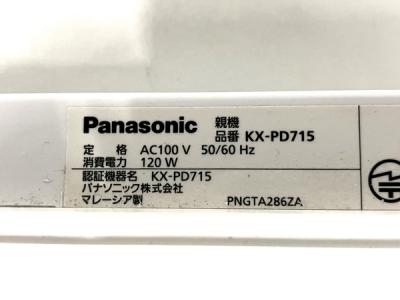 Panasonic 親機
品番 KX-PD715
定 格 AC100 V 50/60 Hz
消費電力 120 W
認証機器名 KX-PD715
パナソニック株式会社
マレーシア製 PNGTA286ZA